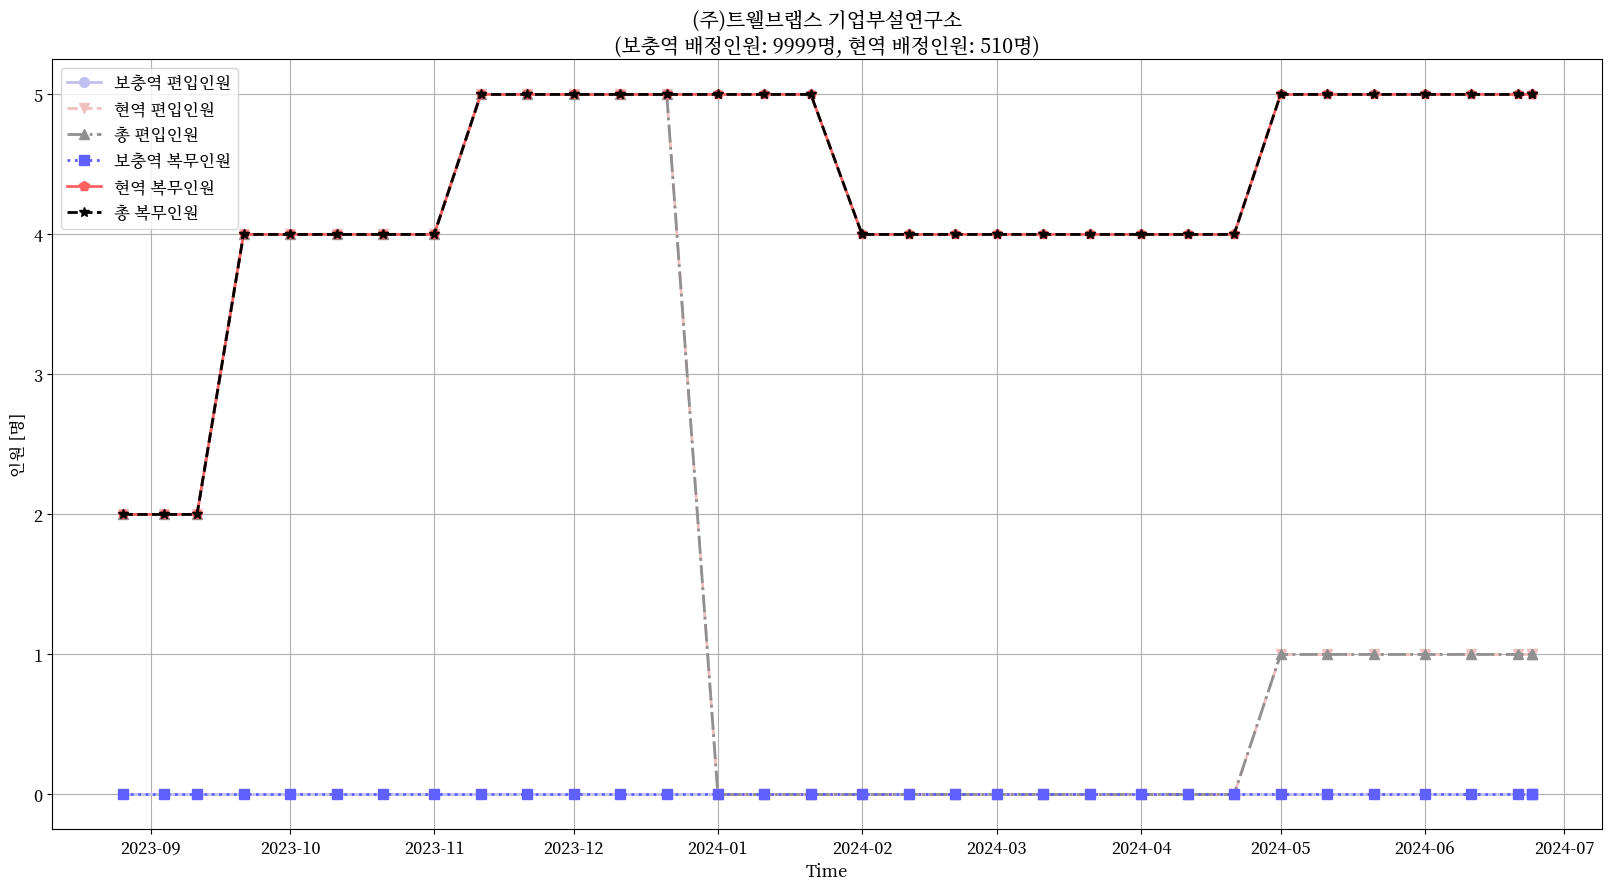 (주)트웰브랩스 기업부설연구소
(보충역 배정인원: 9999명, 현역 배정인원: 510명)
보충역 편입인원
현역 편입인원
총 편입인원
보충역 복무인원
현역 복무인원
총 복무인원
5
4
3
2
1
0
인원 [명]
2023-09
2023-10
2023-11
2023-12
2024-01
2024-02
2024-03
2024-04
2024-05
2024-06
2024-07
Time